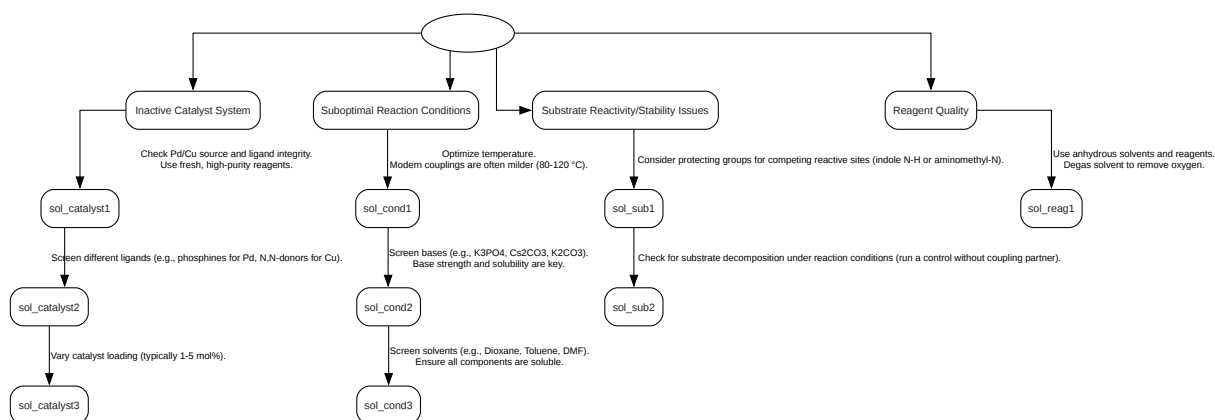 Inactive Catalyst System
Suboptimal Reaction Conditions
Substrate Reactivity/Stability Issues
Reagent Quality
Check Pd/Cu source and ligand integrity.
Use fresh, high-purity reagents.
Optimize temperature.
Modern couplings are often milder (80-120 °C).
Consider protecting groups for competing reactive sites (indole N-H or aminomethyl-N).
Use anhydrous solvents and reagents.
Degas solvent to remove oxygen.
sol_catalyst1
sol_cond1
sol_sub1
sol_reag1
Screen different ligands (e.g., phosphines for Pd, N,N-donors for Cu).
Screen bases (e.g., K3PO4, Cs2CO3, K2CO3).
Base strength and solubility are key.
Check for substrate decomposition under reaction conditions (run a control without coupling partner).
sol_catalyst2
sol_cond2
sol_sub2
Vary catalyst loading (typically 1-5 mol%).
Screen solvents (e.g., Dioxane, Toluene, DMF).
Ensure all components are soluble.
sol_catalyst3
sol_cond3